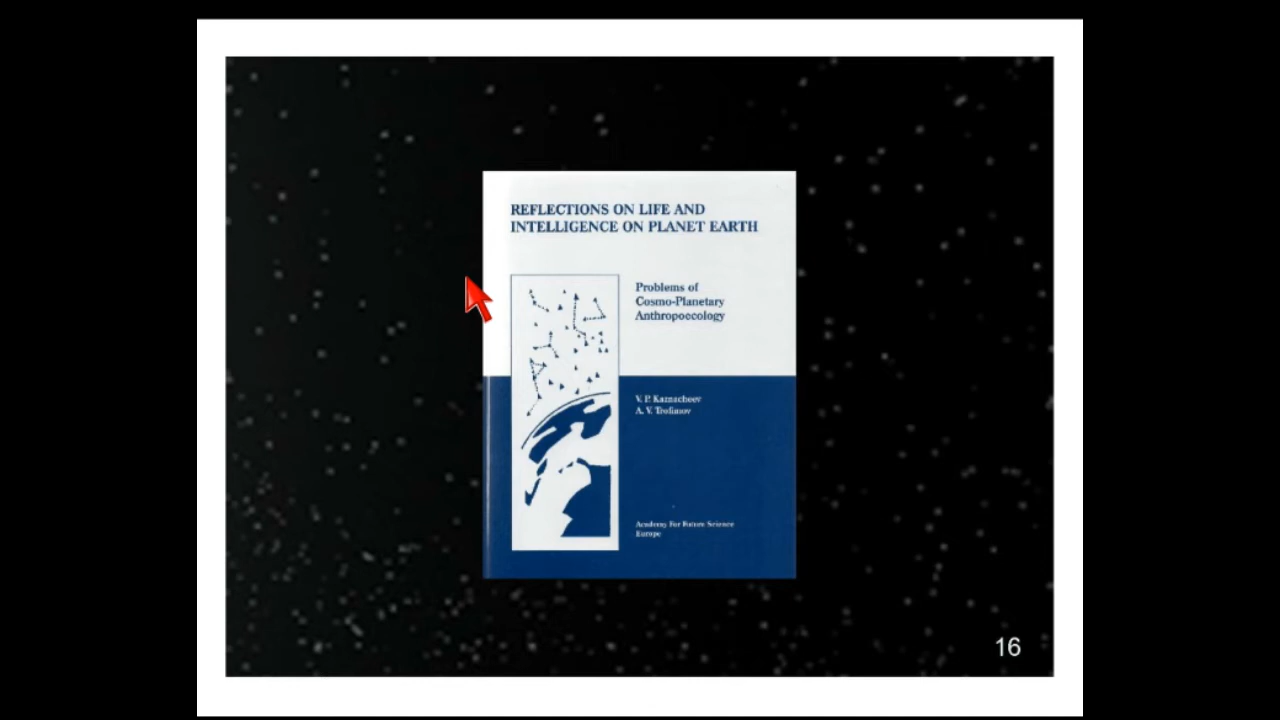 REFLECTIONS ON LIFE AND
INTELLIGENCE ON PLANET EARTH
Problems of
Cosmo-Planetary
Anthropoecology
V. P. Kaznacheev
A. V. Trofimov
Academy For Future Science
Europe
16